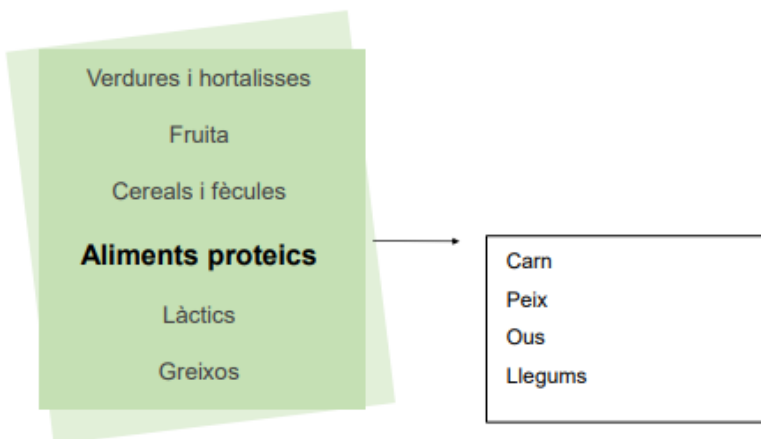 Verdures i hortalisses
Fruita
Cereals i fècules
Aliments proteics
Làctics
Greixos
Carn
Peix
Ous
Llegums